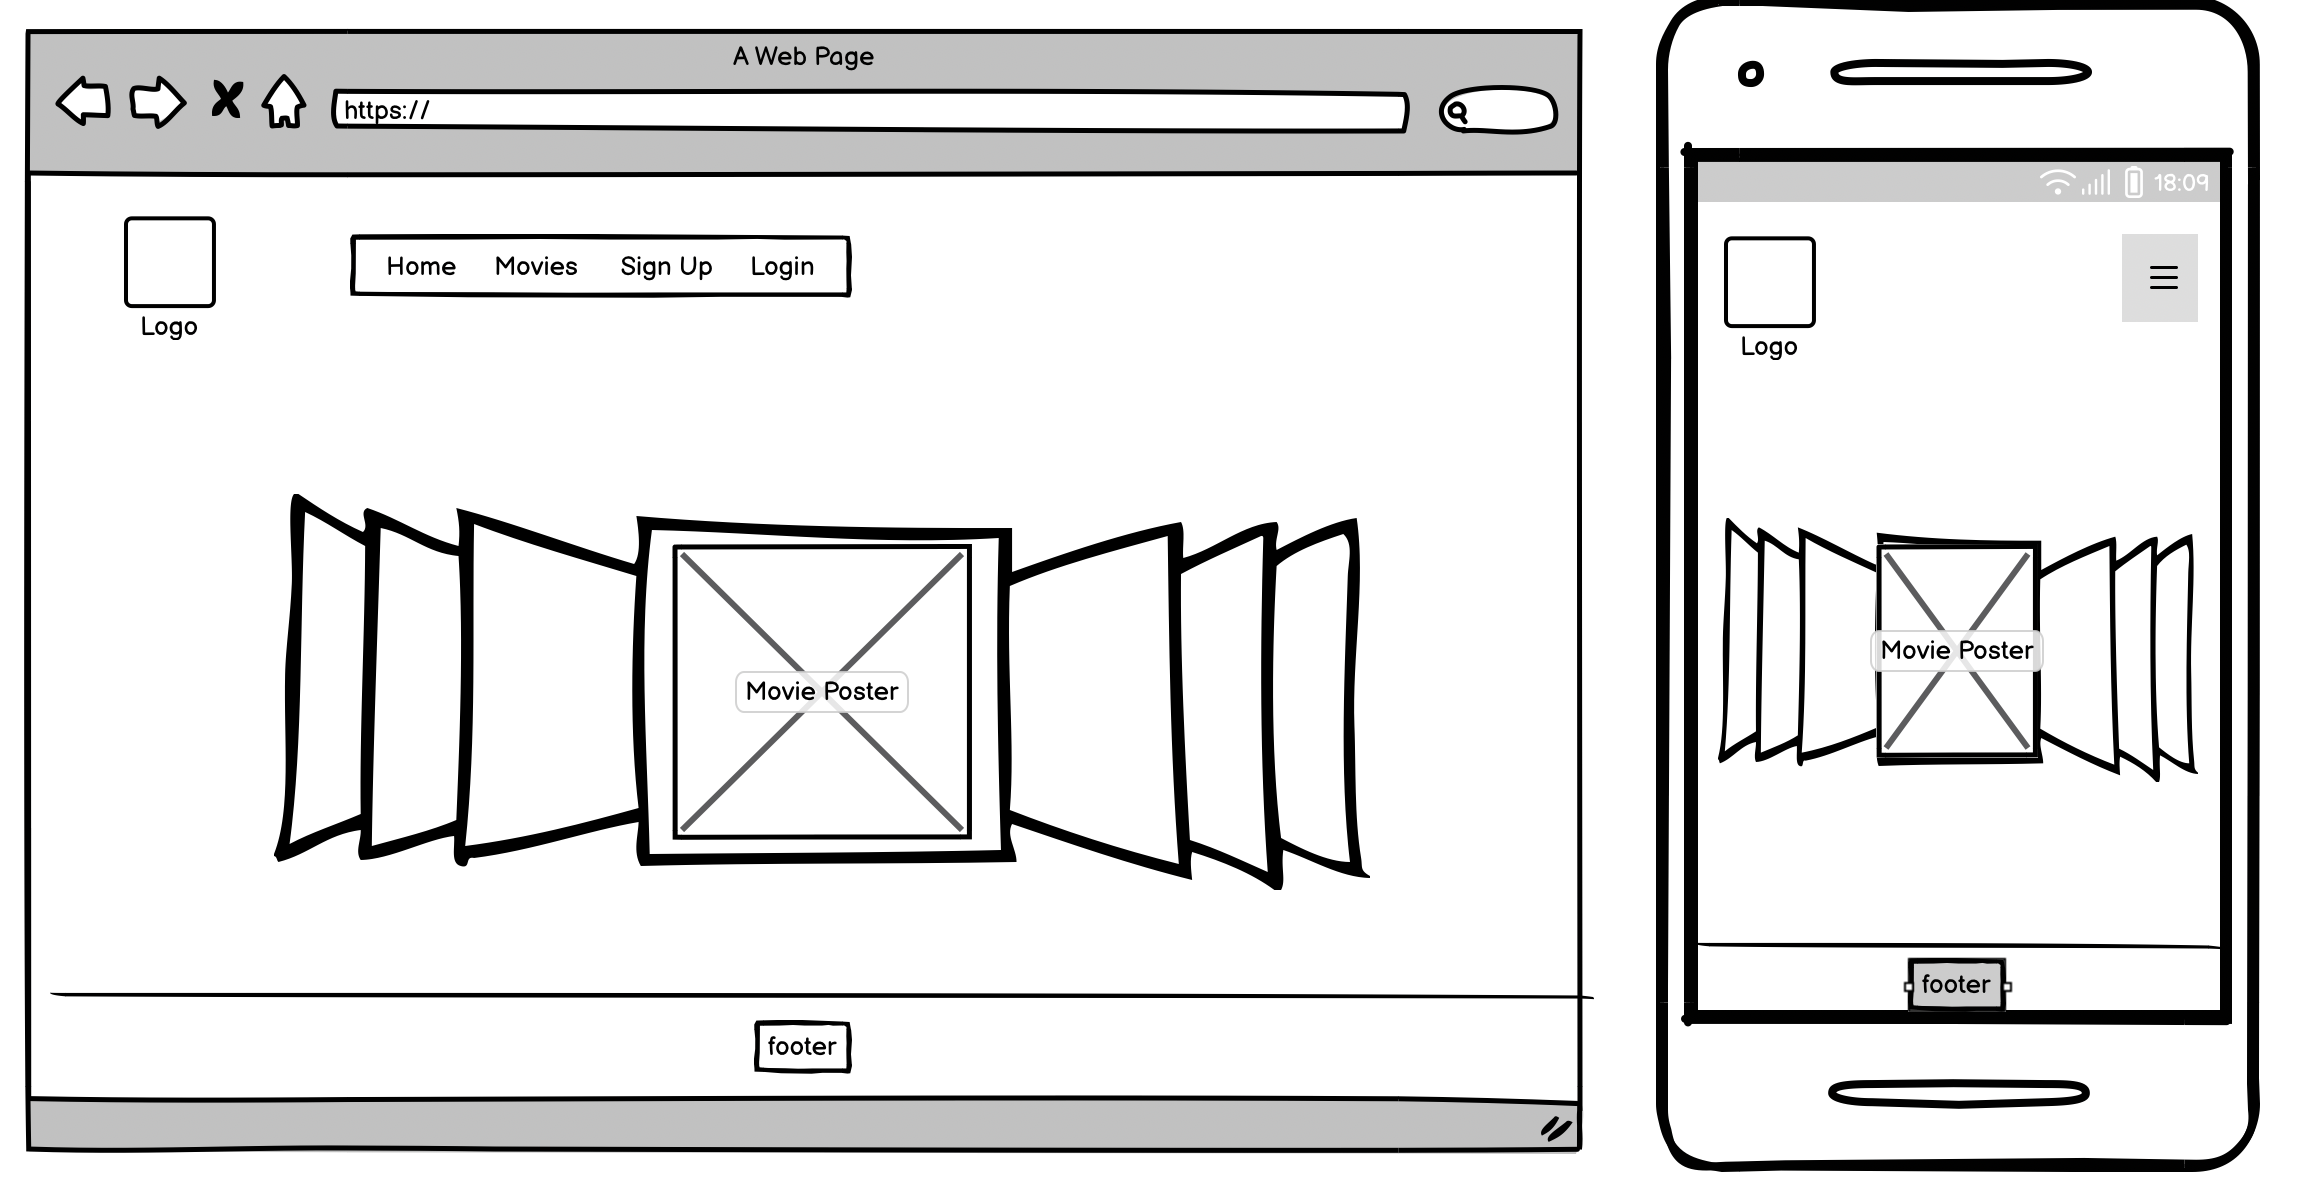 A Web Page
https://
Home Movies Sign Up Login
Logo
Movie Poster
footer
18:09
Logo
Movie Poster
footer